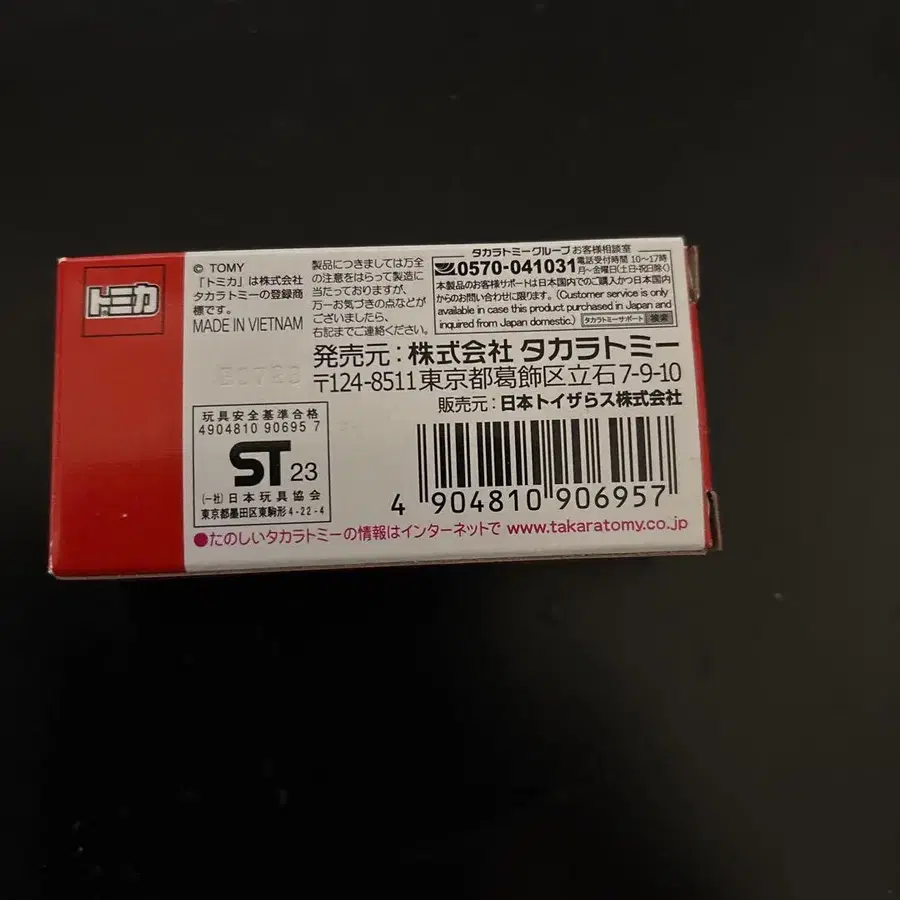 トミカ
© TOMY
「トミカ」は株式会社
タカラトミーの登録商
標です。
MADE IN VIETNAM
製品につきましては万全
の注意をはらって製造に
当たっておりますが、
万一お気づきの点などが
ございましたら、
右記までご連絡ください。
タカラトミーグループお客様相談室
0570-041031 電話受付時間 10～17時
月～金曜日(土・日・祝日除く)
本製品のお客様サポートは日本国内でのご購入かつ日本国内
からのお問い合わせに限ります。(Customer service is only
available in case this product purchased in Japan and
inquired from Japan domestic.) タカラトミーサポート 検索
発売元：株式会社 タカラトミー
〒124-8511東京都葛飾区立石7-9-10
販売元：日本トイザらス株式会社
玩具安全基準合格
4904810 90695 7
ST 23
(一社)日本玩具協会
東京都墨田区東駒形4-22-4
4 904810 906957
●たのしいタカラトミーの情報はインターネットで www.takaratomy.co.jp